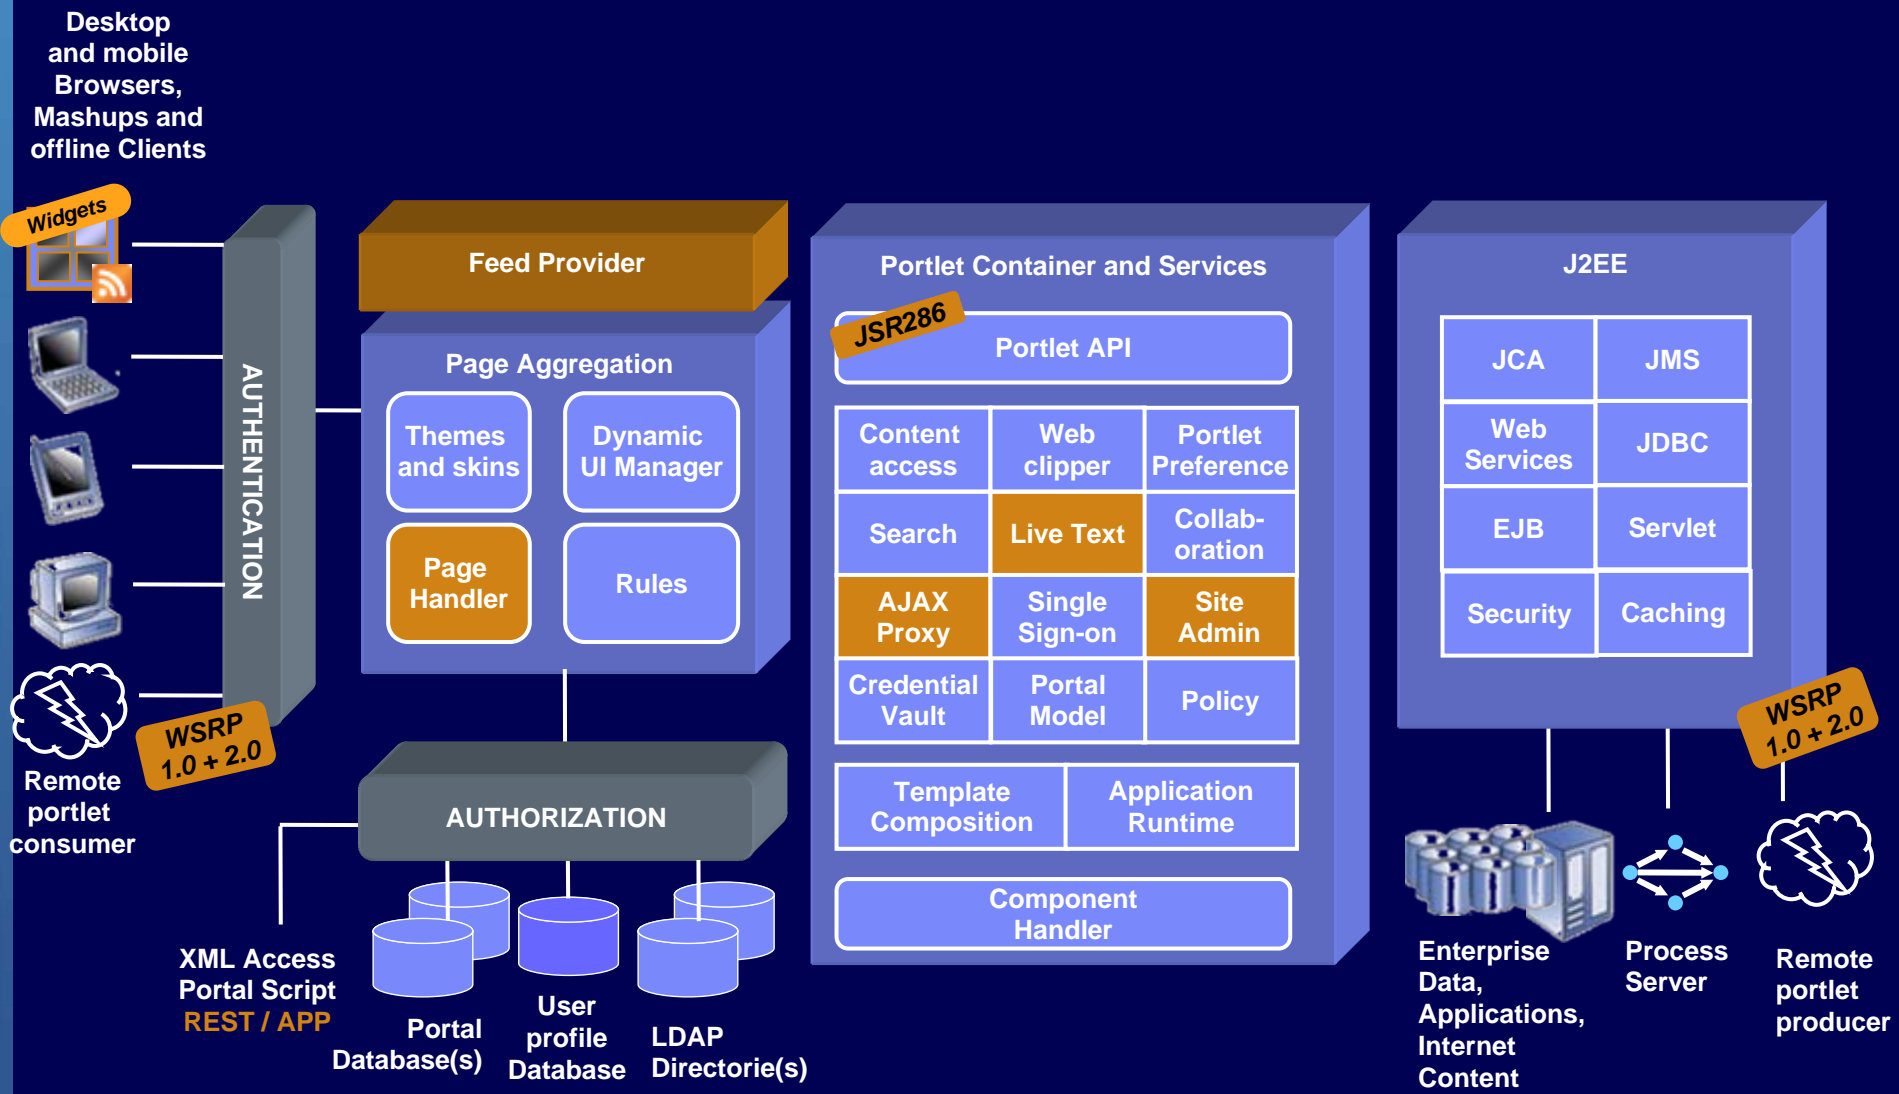 Desktop
and mobile
Browsers,
Mashups and
offline Clients
Widgets
AUTHENTICATION
WSRP
1.0 + 2.0
Remote
portlet
consumer
Feed Provider
Page Aggregation
Themes
and skins
Dynamic
UI Manager
Page
Handler
Rules
AUTHORIZATION
XML Access
Portal Script
REST / APP
Portal
Database(s)
User
profile
Database
LDAP
Directorie(s)
Portlet Container and Services
JSR286
Portlet API
Content
access
Web
clipper
Portlet
Preference
Search
Live Text
Collab-
oration
AJAX
Proxy
Single
Sign-on
Site
Admin
Credential
Vault
Portal
Model
Policy
Template
Composition
Application
Runtime
Component
Handler
J2EE
JCA
JMS
Web
Services
JDBC
EJB
Servlet
Security
Caching
WSRP
1.0 + 2.0
Enterprise
Data,
Applications,
Internet
Content
Process
Server
Remote
portlet
producer